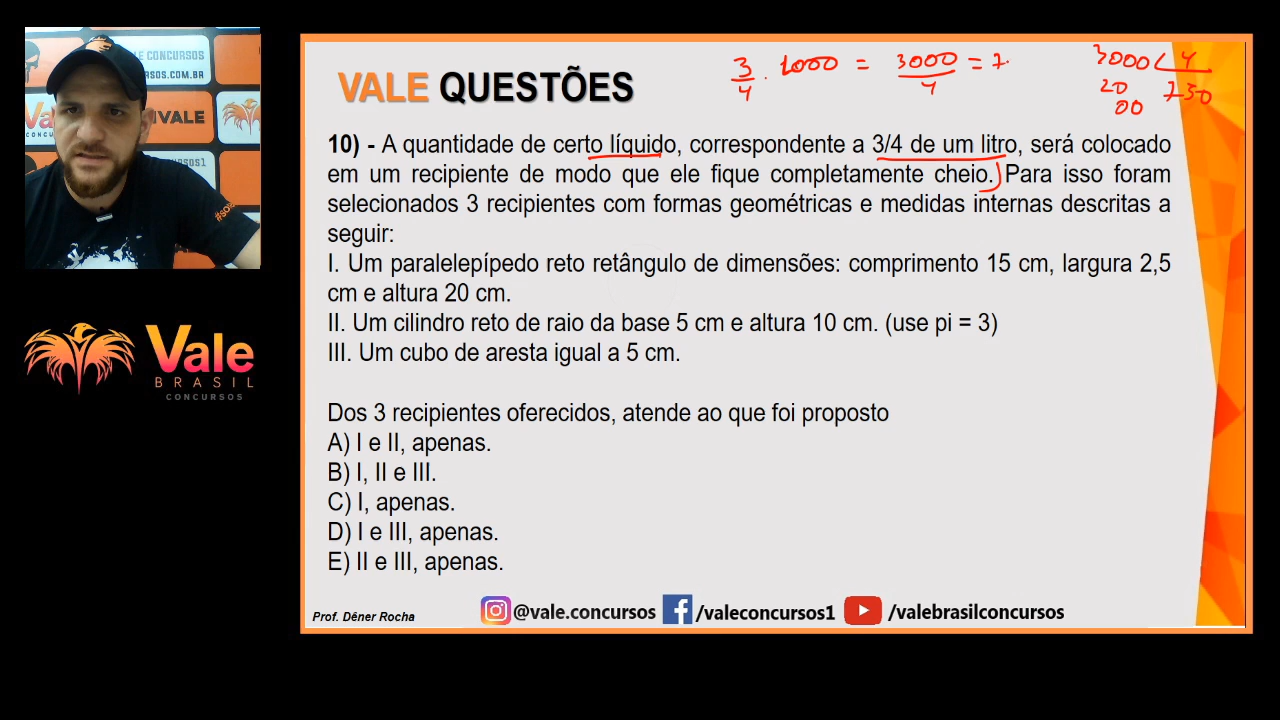 VALE CONCURSOS
VALE QUESTÕES
3/4 . 1000 = 3000/4 = 7.
3000 4
20 750
00
10) - A quantidade de certo líquido, correspondente a 3/4 de um litro, será colocado
em um recipiente de modo que ele fique completamente cheio. Para isso foram
selecionados 3 recipientes com formas geométricas e medidas internas descritas a
seguir:
I. Um paralelepípedo reto retângulo de dimensões: comprimento 15 cm, largura 2,5
cm e altura 20 cm.
II. Um cilindro reto de raio da base 5 cm e altura 10 cm. (use pi = 3)
III. Um cubo de aresta igual a 5 cm.
Dos 3 recipientes oferecidos, atende ao que foi proposto
A) I e II, apenas.
B) I, II e III.
C) I, apenas.
D) I e III, apenas.
E) II e III, apenas.
Vale
BRASIL
CONCURSOS
Prof. Dêner Rocha
@vale.concursos /valeconcursos1 /valebrasilconcursos